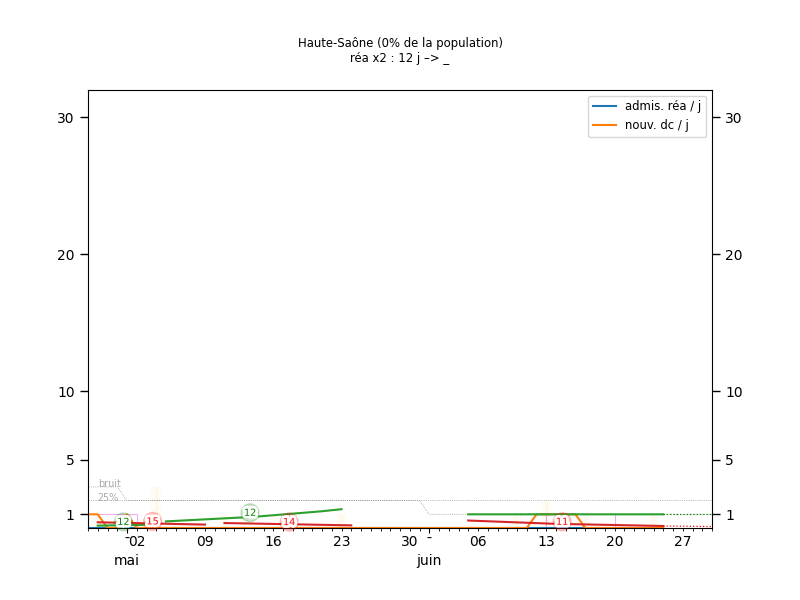 Haute-Saône (0% de la population)
réa x2 : 12 j –> _
admis. réa / j
nouv. dc / j
30 30
20 20
10 10
5 5
bruit
25%
1 12 15 12 14 11 1
02 09 16 23 30 06 13 20 27
mai juin